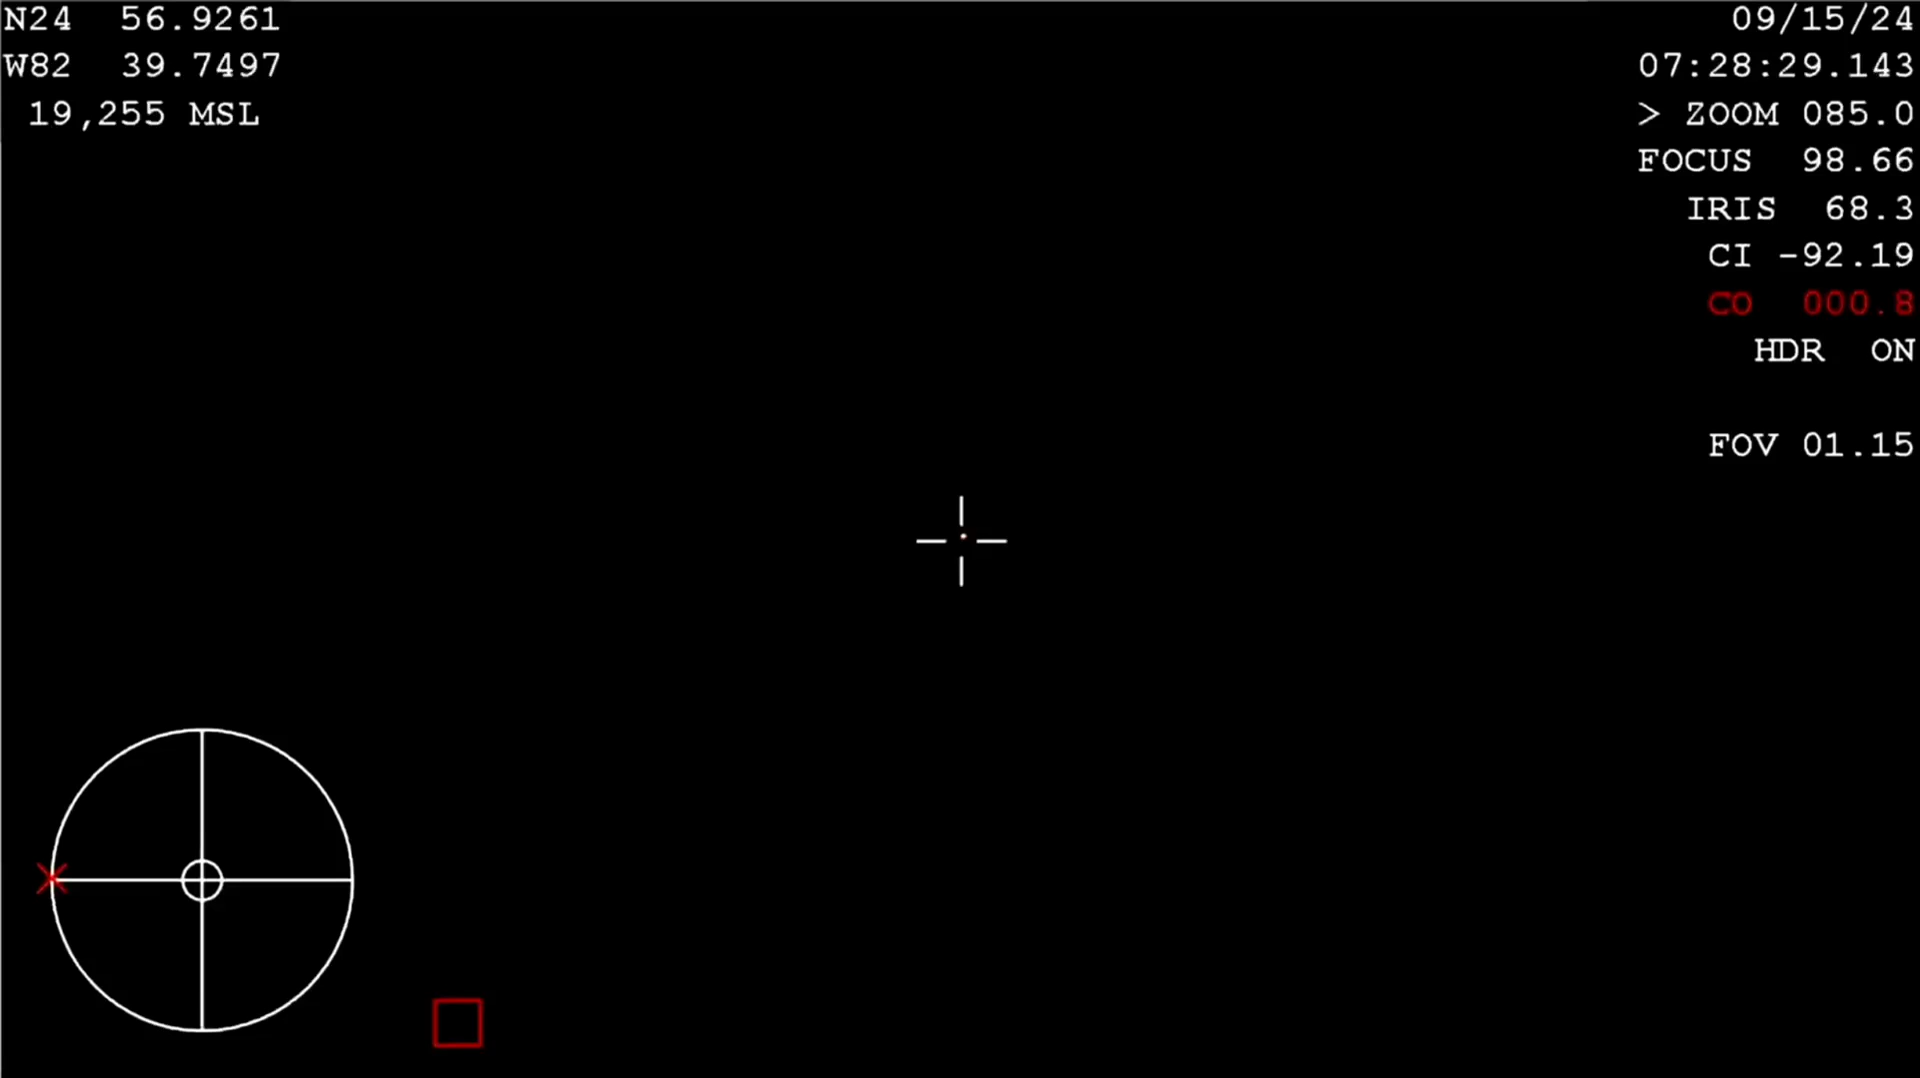 N24 56.9261
W82 39.7497
19,255 MSL
09/15/24
07:28:29.143
> ZOOM 085.0
FOCUS 98.66
IRIS 68.3
CI -92.19
CO 000.8
HDR ON
FOV 01.15